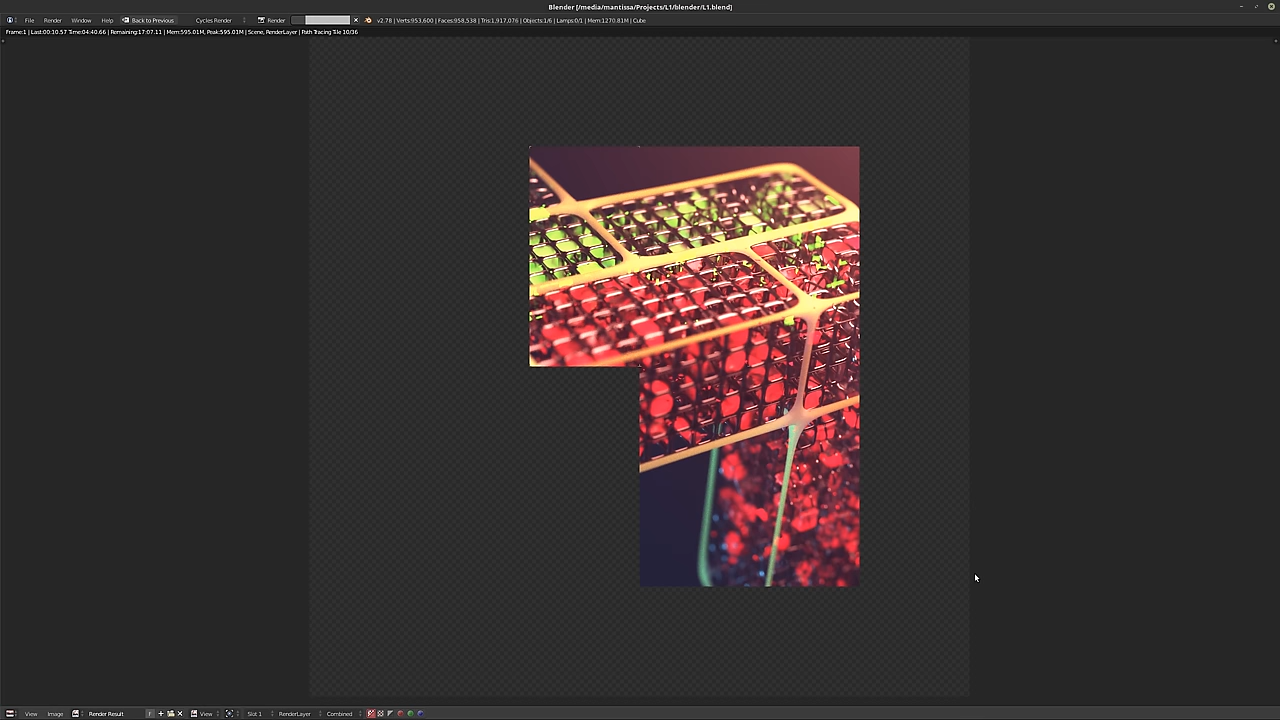 Blender [/media/mantissa/Projects/L1/blender/L1.blend]
File Render Window Help Back to Previous Cycles Render Render v2.78 | Verts:953,600 | Faces:958,538 | Tris:1,917,076 | Objects:1/6 | Lamps:0/1 | Mem:1270.81M | Cube
Frame:1 | Last:00:10.57 Time:04:40.66 | Remaining:17:07.11 | Mem:595.01M, Peak:595.01M | Scene, RenderLayer | Path Tracing Tile 10/36
View Image Render Result F View Slot 1 RenderLayer Combined